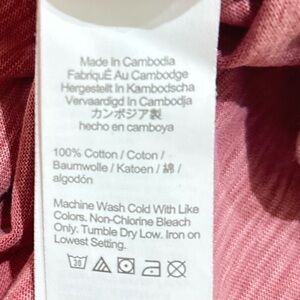 Made In Cambodia
FabriquÉ Au Cambodge
Hergestellt In Kambodscha
Vervaardigd In Cambodja
カンボジア製
hecho en camboya
100% Cotton / Coton /
Baumwolle / Katoen / 綿 /
algodón
Machine Wash Cold With Like
Colors. Non-Chlorine Bleach
Only. Tumble Dry Low. Iron on
Lowest Setting.
30